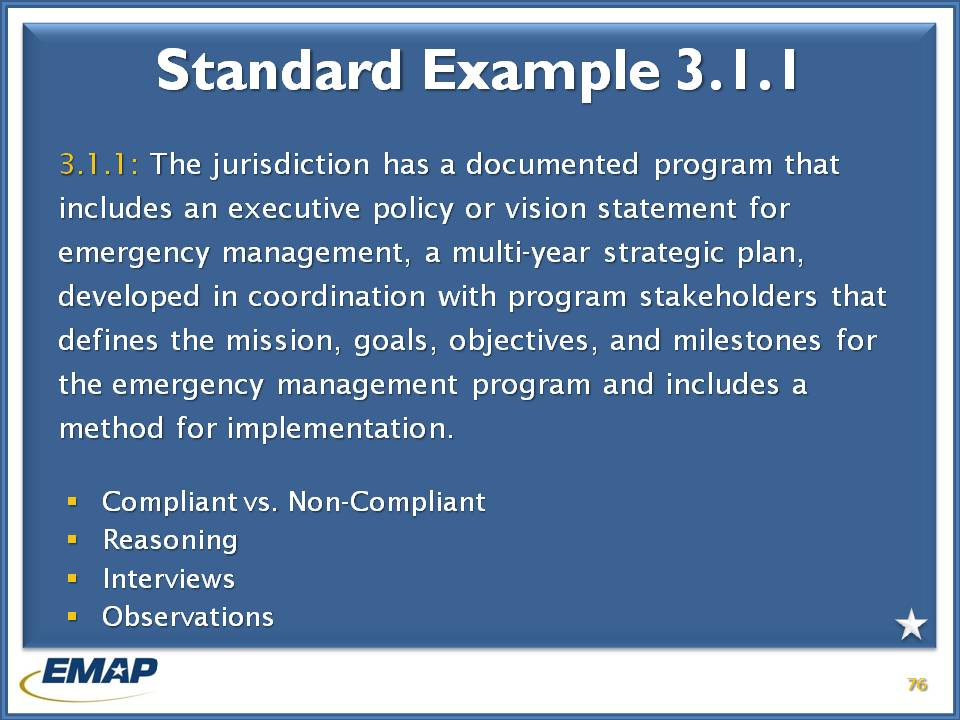 Standard Example 3.1.1
3.1.1: The jurisdiction has a documented program that
includes an executive policy or vision statement for
emergency management, a multi-year strategic plan,
developed in coordination with program stakeholders that
defines the mission, goals, objectives, and milestones for
the emergency management program and includes a
method for implementation.
▪ Compliant vs. Non-Compliant
▪ Reasoning
▪ Interviews
▪ Observations
EMAP
76